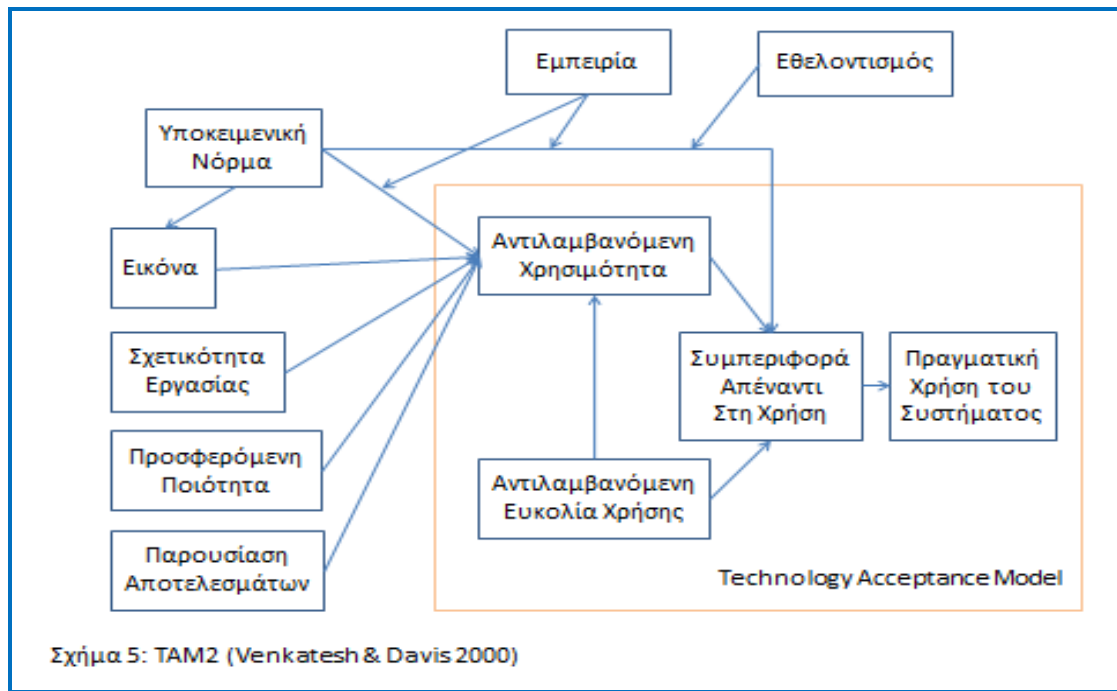 Εμπειρία
Εθελοντισμός
Υποκειμενική
Νόρμα
Εικόνα
Αντιλαμβανόμενη
Χρησιμότητα
Σχετικότητα
Εργασίας
Συμπεριφορά
Απέναντι
Στη Χρήση
Πραγματική
Χρήση του
Συστήματος
Προσφερόμενη
Ποιότητα
Αντιλαμβανόμενη
Ευκολία Χρήσης
Παρουσίαση
Αποτελεσμάτων
Technology Acceptance Model
Σχήμα 5: TAM2 (Venkatesh & Davis 2000)